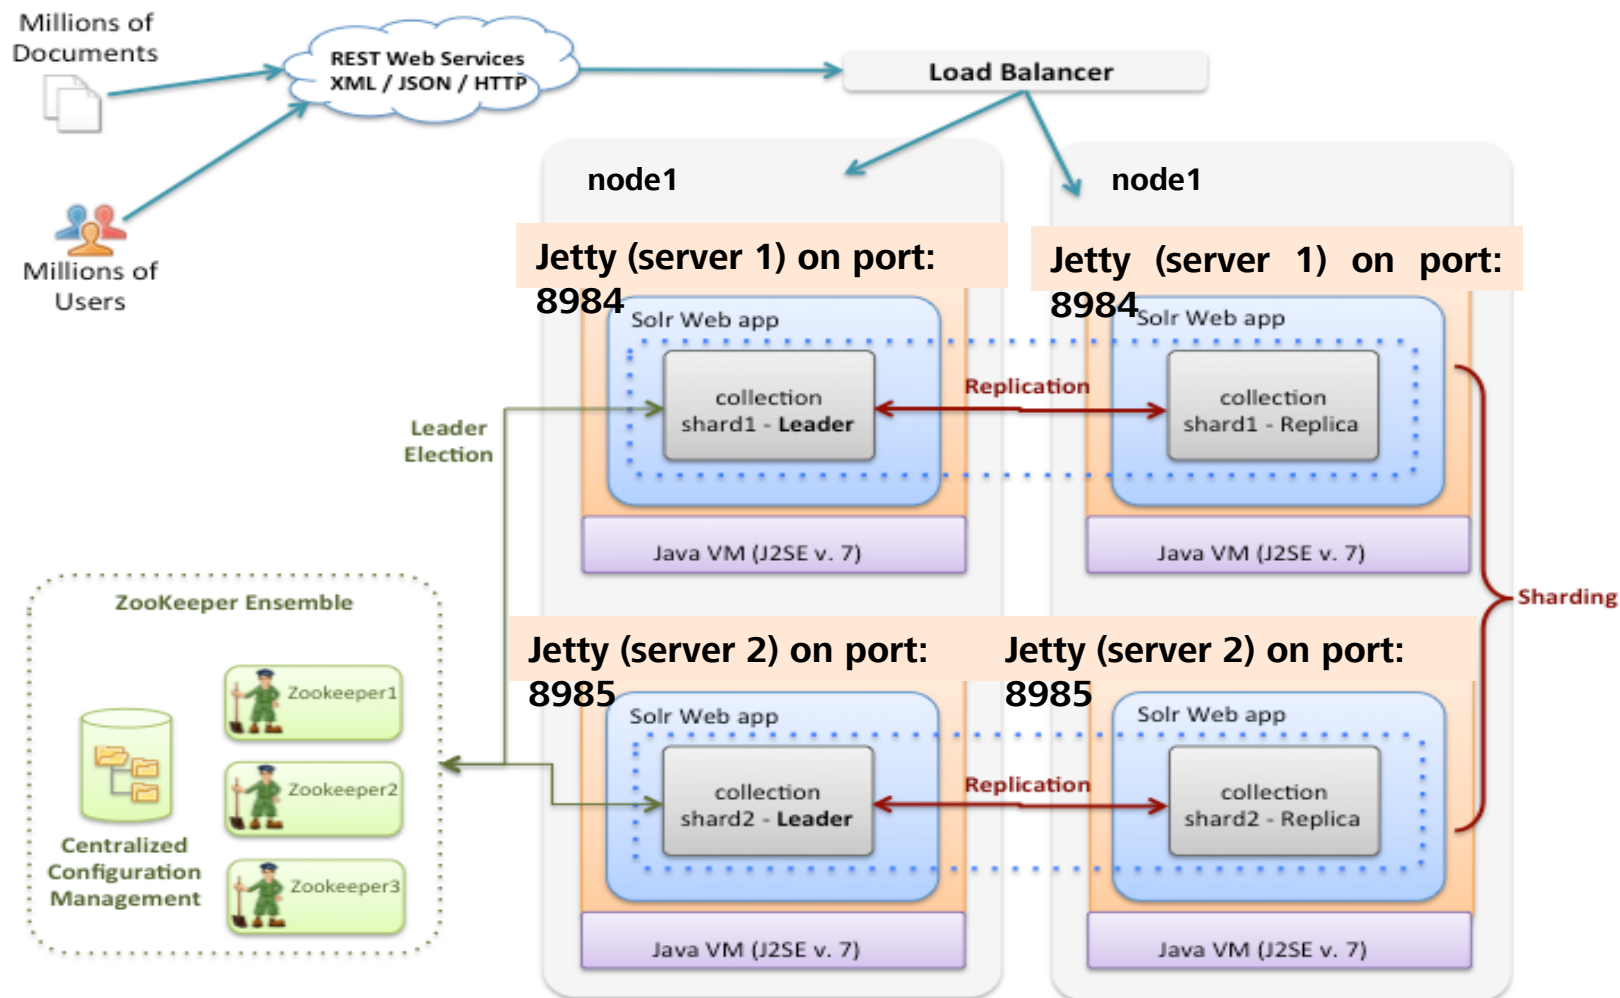 Millions of
Documents
REST Web Services
XML / JSON / HTTP
Load Balancer
Millions of
Users
node1
node1
Jetty (server 1) on port:
8984
Jetty (server 1) on port:
8984
Solr Web app
Solr Web app
collection
shard1 - Leader
Replication
collection
shard1 - Replica
Leader
Election
Java VM (J2SE v. 7)
Java VM (J2SE v. 7)
Sharding
ZooKeeper Ensemble
Zookeeper1
Zookeeper2
Zookeeper3
Centralized
Configuration
Management
Jetty (server 2) on port:
8985
Jetty (server 2) on port:
8985
Solr Web app
Solr Web app
collection
shard2 - Leader
Replication
collection
shard2 - Replica
Java VM (J2SE v. 7)
Java VM (J2SE v. 7)